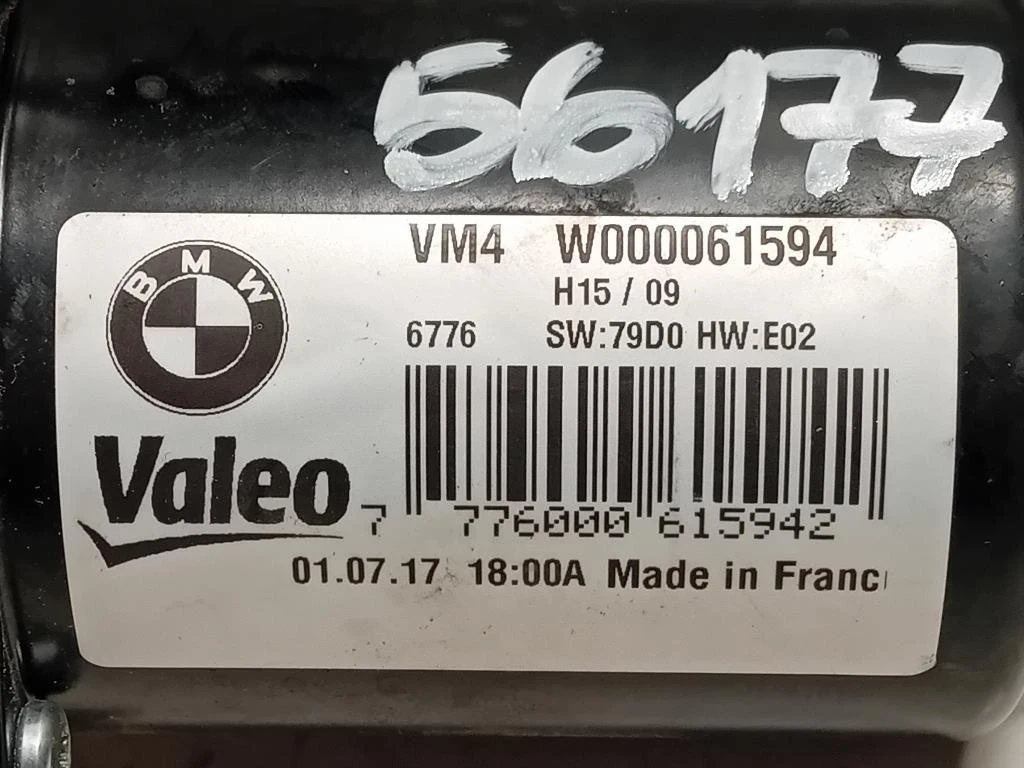 56177
VM4 W000061594
H15 / 09
6776 SW:79D0 HW:E02
BMW
Valeo
7 776000 615942
01.07.17 18:00A Made in Franc